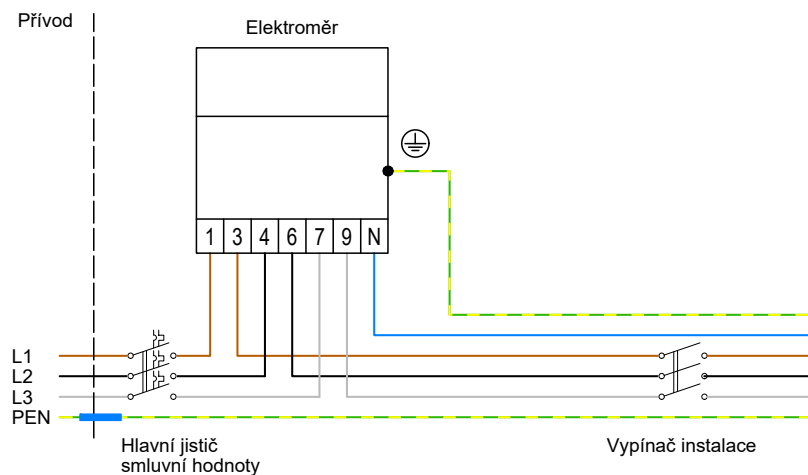 Přívod
Elektroměr
1 3 4 6 7 9 N
L1
L2
L3
PEN
Hlavní jistič
smluvní hodnoty
Vypínač instalace